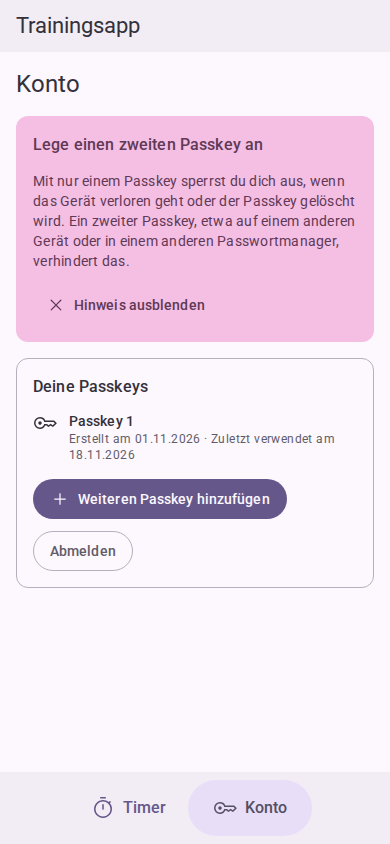 Trainingsapp
Konto
Lege einen zweiten Passkey an
Mit nur einem Passkey sperrst du dich aus, wenn
das Gerät verloren geht oder der Passkey gelöscht
wird. Ein zweiter Passkey, etwa auf einem anderen
Gerät oder in einem anderen Passwortmanager,
verhindert das.
Hinweis ausblenden
Deine Passkeys
Passkey 1
Erstellt am 01.11.2026 · Zuletzt verwendet am
18.11.2026
Weiteren Passkey hinzufügen
Abmelden
Timer
Konto